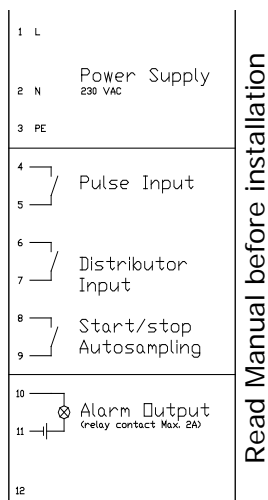 1 L
Power Supply
2 N 230 VAC
3 PE
4
Pulse Input
5
6
Distributor
7
Input
8
Start/stop
Autosampling
9
10
Alarm Output
(relay contact Max. 2A)
11
12
Read Manual before installation